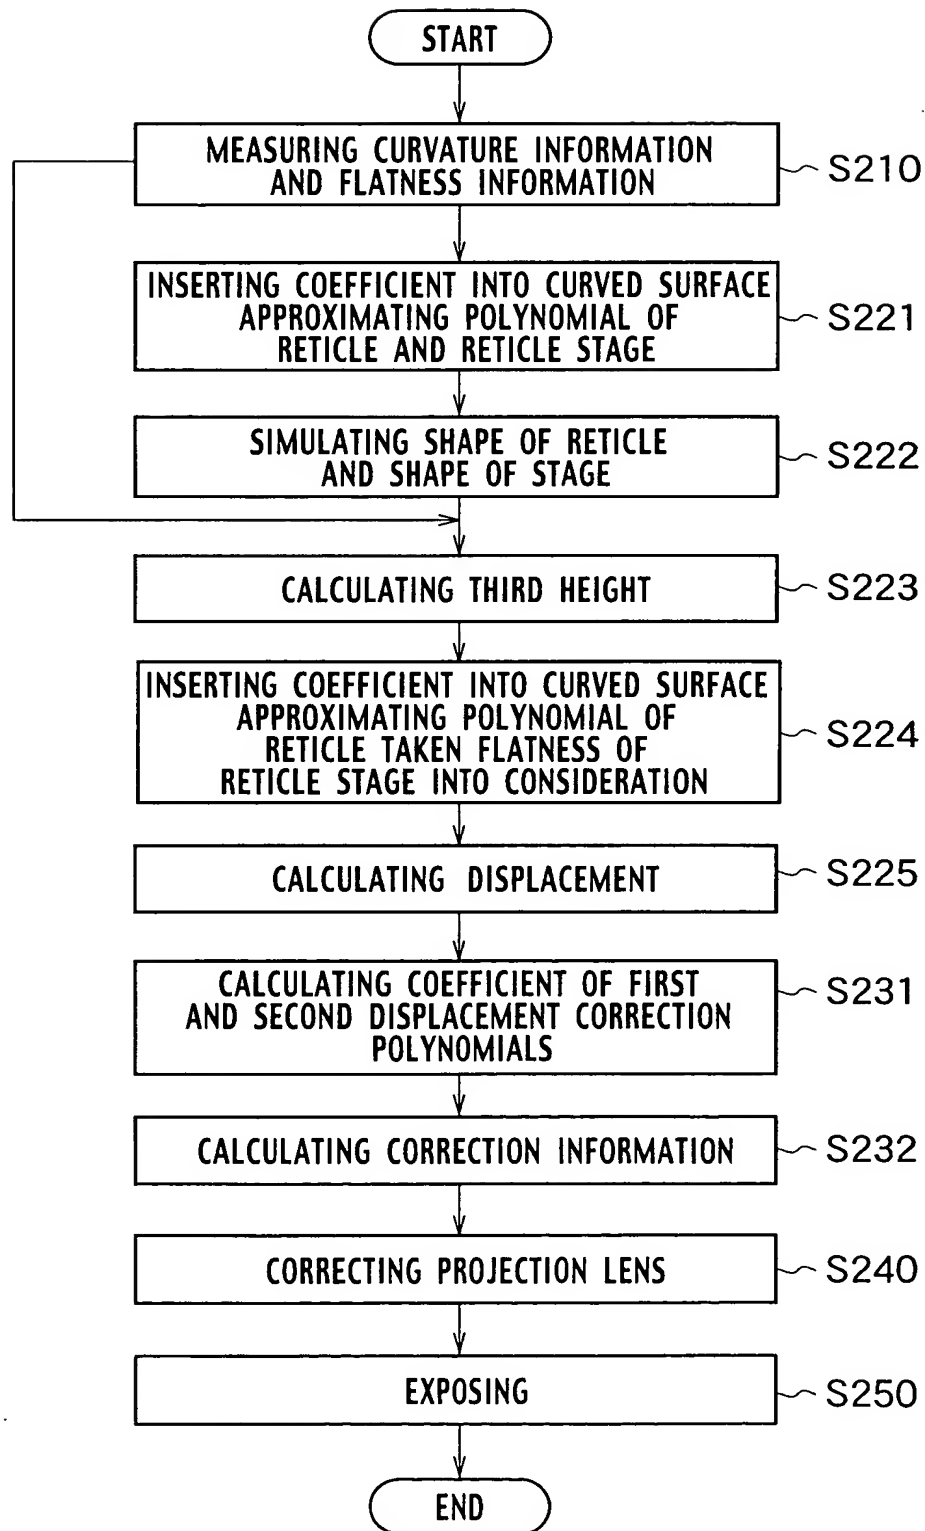 START
MEASURING CURVATURE INFORMATION
AND FLATNESS INFORMATION
S210
INSERTING COEFFICIENT INTO CURVED SURFACE
APPROXIMATING POLYNOMIAL OF
RETICLE AND RETICLE STAGE
S221
SIMULATING SHAPE OF RETICLE
AND SHAPE OF STAGE
S222
CALCULATING THIRD HEIGHT
S223
INSERTING COEFFICIENT INTO CURVED SURFACE
APPROXIMATING POLYNOMIAL OF
RETICLE TAKEN FLATNESS OF
RETICLE STAGE INTO CONSIDERATION
S224
CALCULATING DISPLACEMENT
S225
CALCULATING COEFFICIENT OF FIRST
AND SECOND DISPLACEMENT CORRECTION
POLYNOMIALS
S231
CALCULATING CORRECTION INFORMATION
S232
CORRECTING PROJECTION LENS
S240
EXPOSING
S250
END